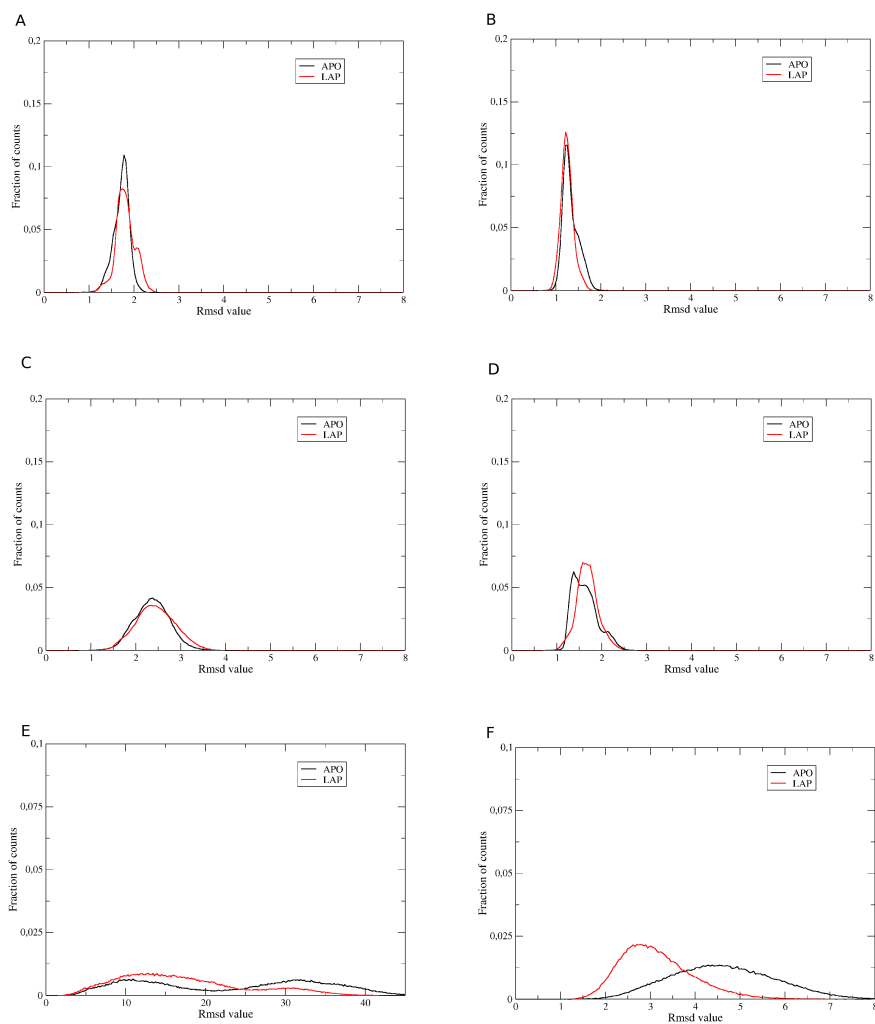 A
0,2
0,15
0,1
0,05
0
Fraction of counts
APO
LAP
0 1 2 3 4 5 6 7 8
Rmsd value
B
0,2
0,15
0,1
0,05
0
Fraction of counts
APO
LAP
0 1 2 3 4 5 6 7 8
Rmsd value
C
0,2
0,15
0,1
0,05
0
Fraction of counts
APO
LAP
0 1 2 3 4 5 6 7 8
Rmsd value
D
0,2
0,15
0,1
0,05
0
Fraction of counts
APO
LAP
0 1 2 3 4 5 6 7 8
Rmsd value
E
0,1
0,075
0,05
0,025
0
Fraction of counts
APO
LAP
0 10 20 30 40
Rmsd value
F
0,1
0,075
0,05
0,025
0
Fraction of counts
APO
LAP
0 1 2 3 4 5 6 7 8
Rmsd value